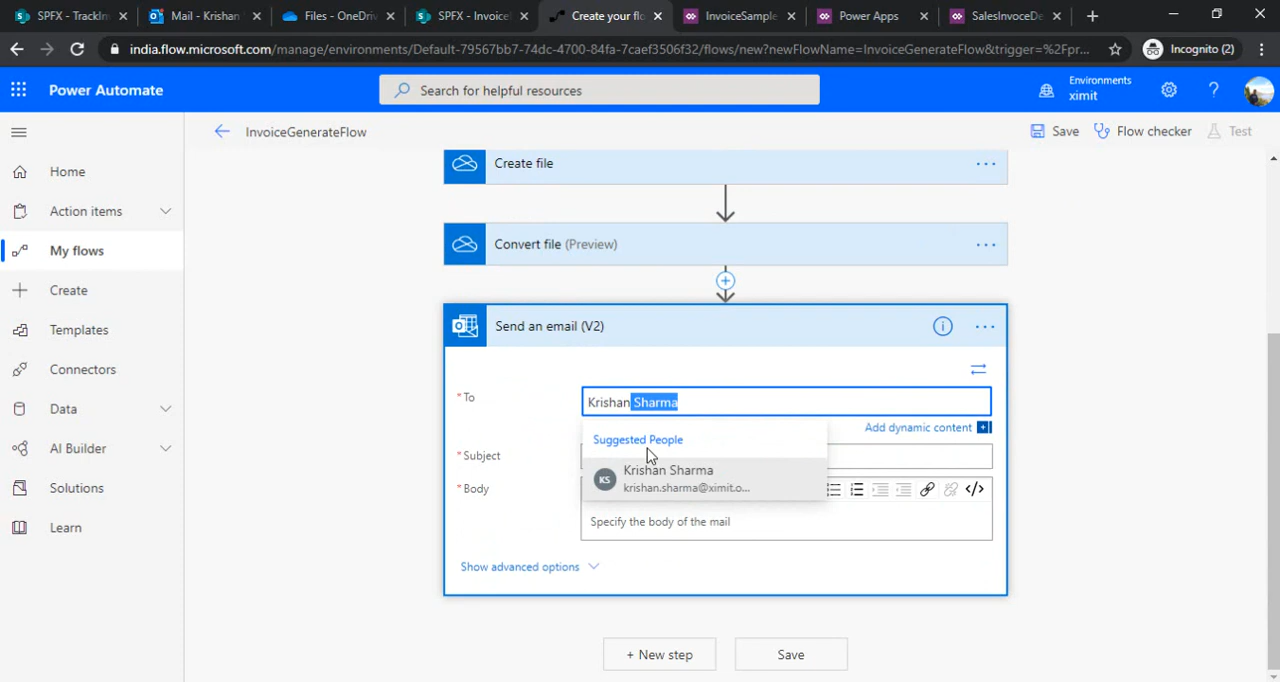 SPFX - TrackIn
Mail - Krishan
Files - OneDriv
SPFX - Invoice
Create your flo
InvoiceSample
Power Apps
SalesInvoceDe
india.flow.microsoft.com/manage/environments/Default-79567bb7-74dc-4700-84fa-7caef3506f32/flows/new?newFlowName=InvoiceGenerateFlow&trigger=%2Fpr...
Incognito (2)
Power Automate
Search for helpful resources
Environments
ximit
InvoiceGenerateFlow
Save
Flow checker
Test
Home
Action items
My flows
Create
Templates
Connectors
Data
AI Builder
Solutions
Learn
Create file
Convert file (Preview)
Send an email (V2)
* To
Krishan Sharma
Add dynamic content
Suggested People
KS
Krishan Sharma
krishan.sharma@ximit.o...
* Subject
* Body
Specify the body of the mail
Show advanced options
+ New step
Save